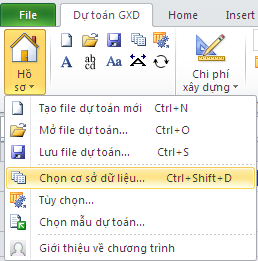 File Dự toán GXD Home Insert
Hồ sơ
A ab cd Aa
Chi phí xây dựng
Tạo file dự toán mới Ctrl+N
Mở file dự toán... Ctrl+O
Lưu file dự toán... Ctrl+S
Chọn cơ sở dữ liệu... Ctrl+Shift+D
Tùy chọn...
Chọn mẫu dự toán...
Giới thiệu về chương trình